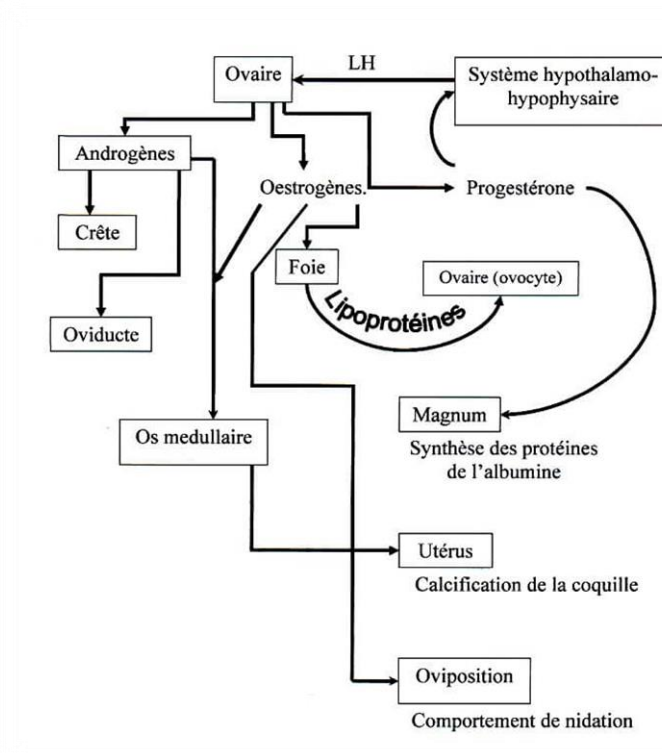 LH
Ovaire
Système hypothalamo-
hypophysaire
Androgènes
Oestrogènes.
Progestérone
Crête
Foie
Ovaire (ovocyte)
Lipoprotéines
Oviducte
Magnum
Synthèse des protéines
de l'albumine
Os medullaire
Utérus
Calcification de la coquille
Oviposition
Comportement de nidation